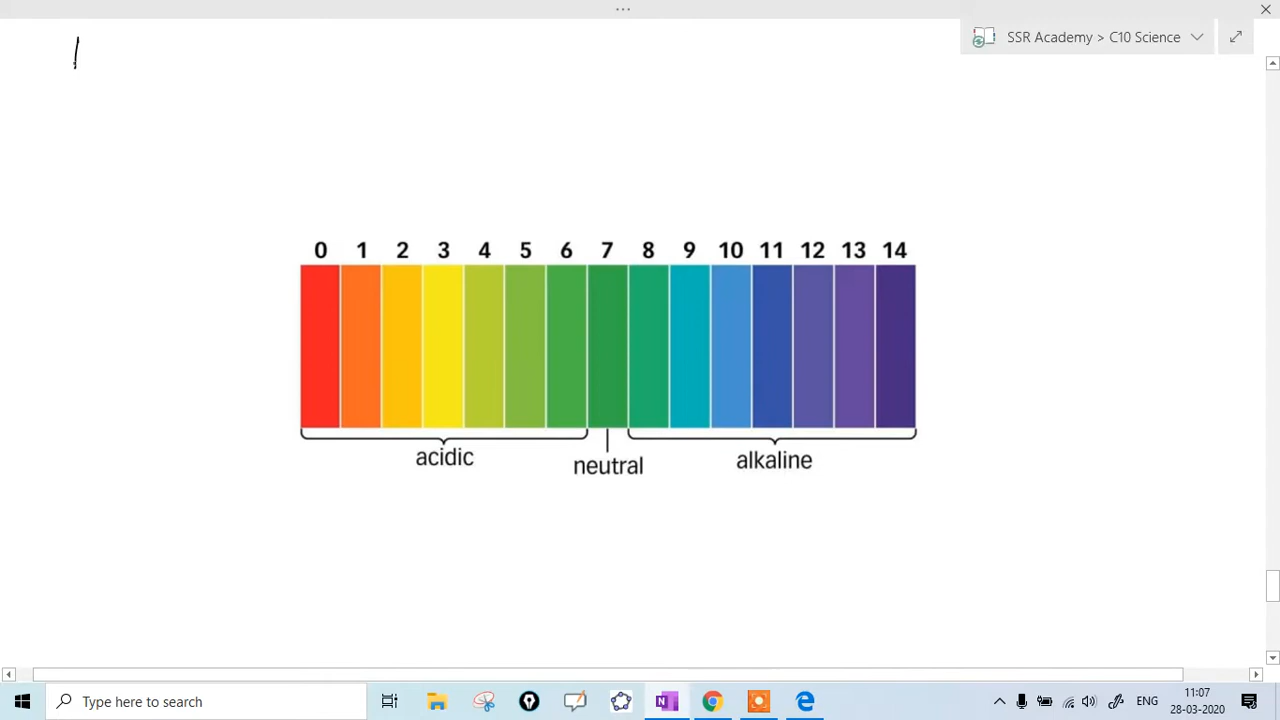 SSR Academy > C10 Science
0 1 2 3 4 5 6 7 8 9 10 11 12 13 14
acidic
neutral
alkaline
Type here to search
ENG
11:07
28-03-2020